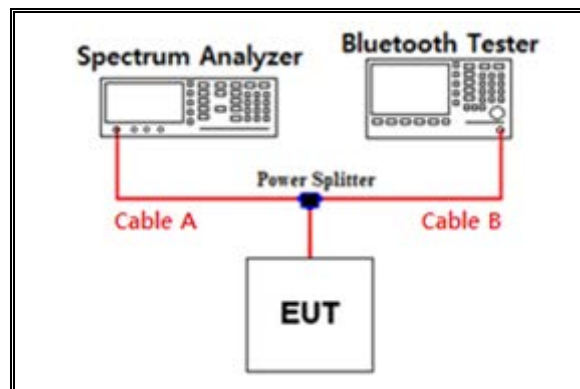 Spectrum Analyzer
Bluetooth Tester
Power Splitter
Cable A
Cable B
EUT